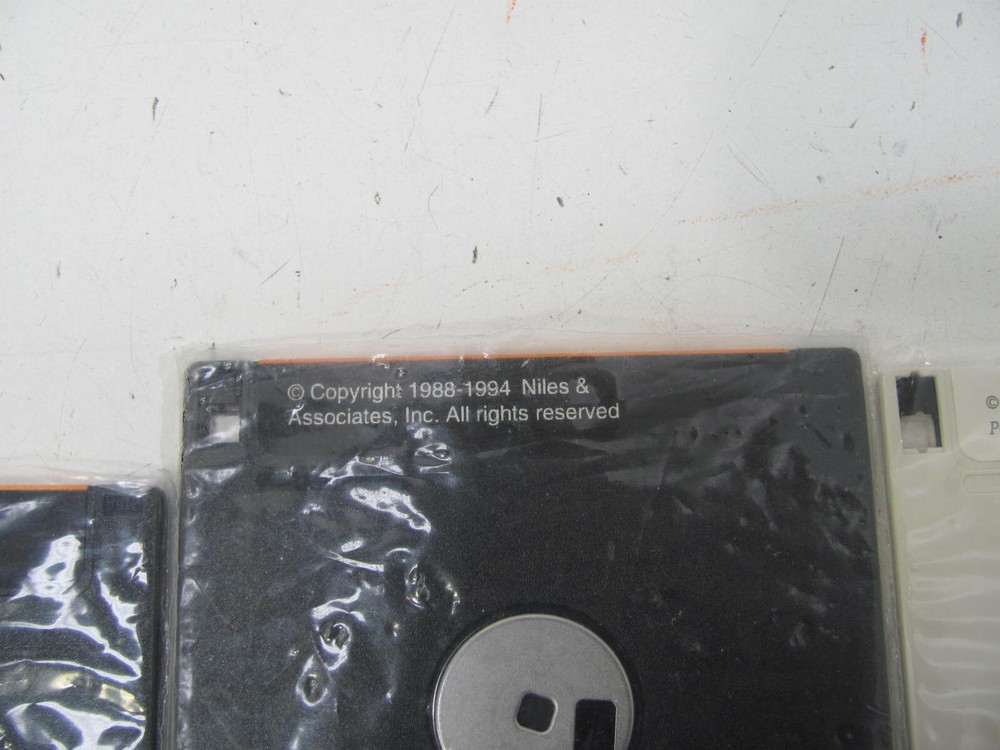 © Copyright 1988-1994 Niles &
Associates, Inc. All rights reserved
©
P